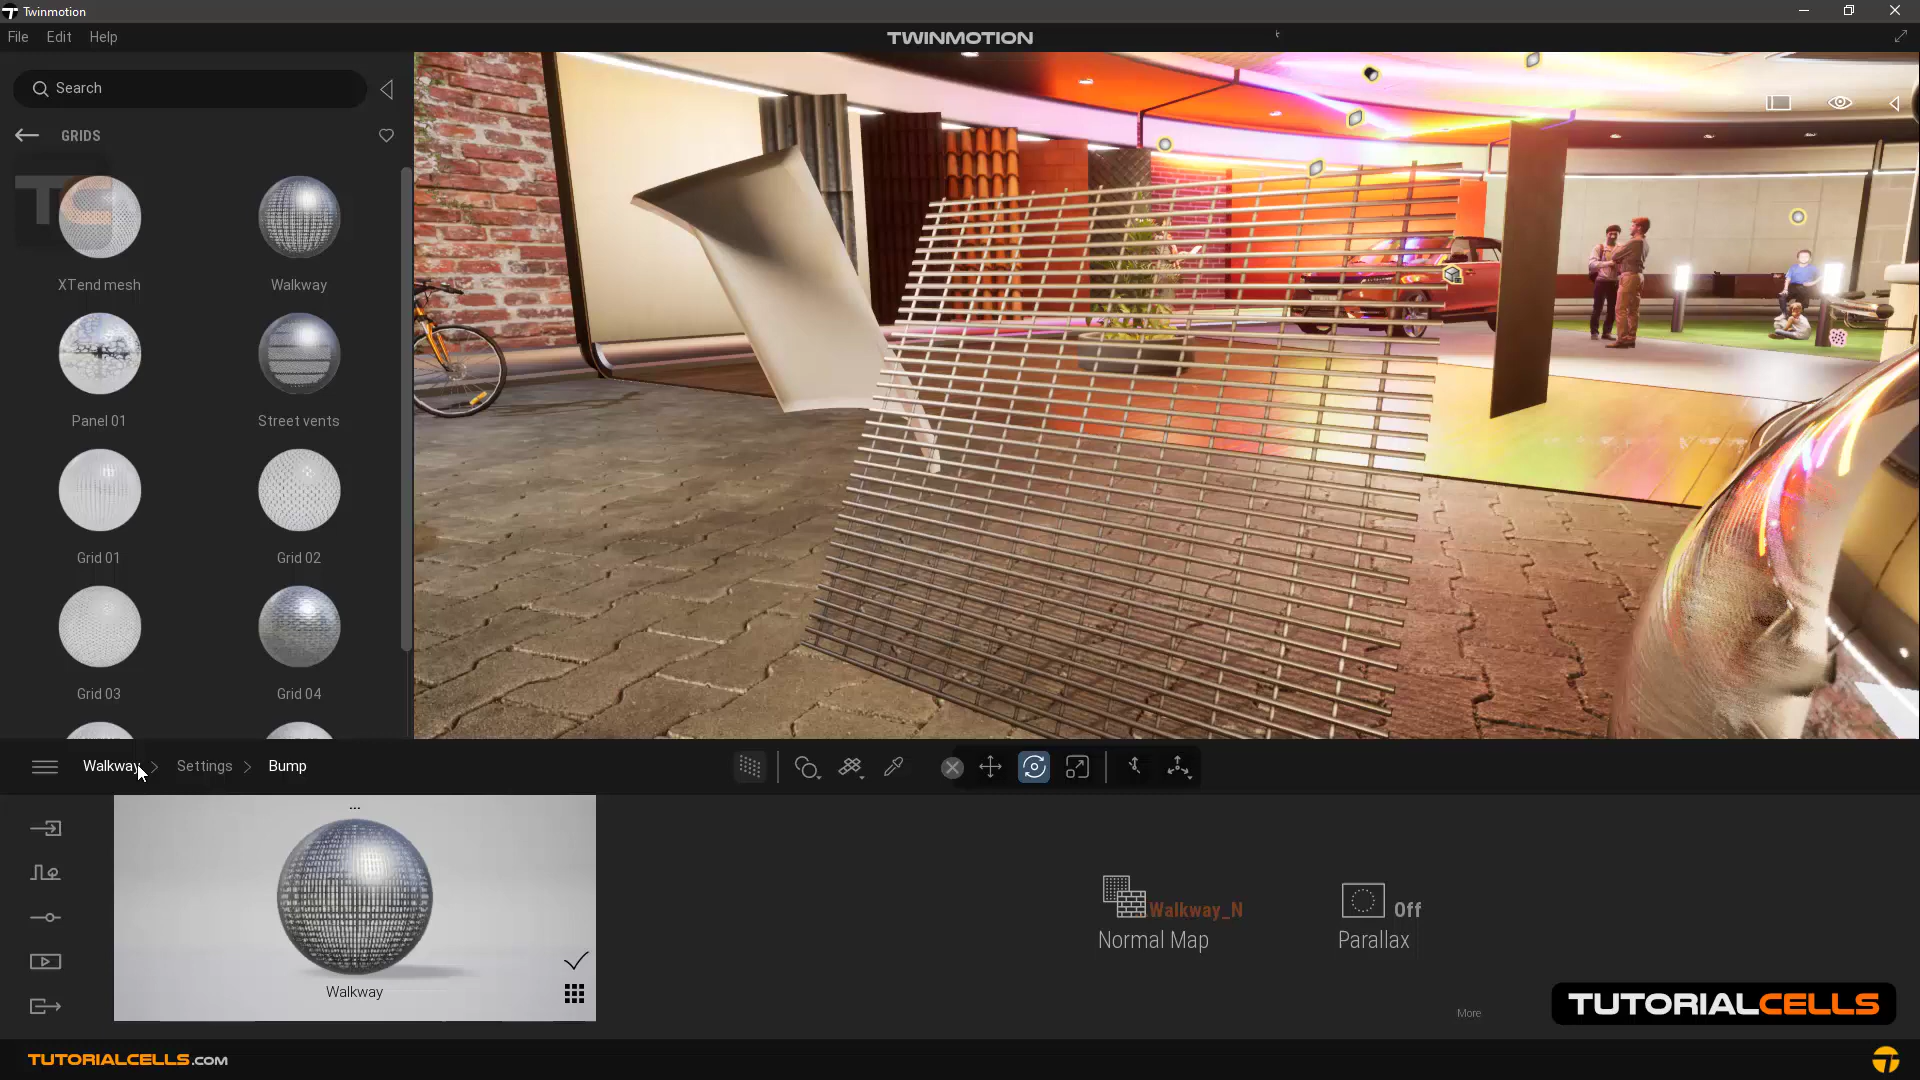 Twinmotion
File Edit Help
TWINMOTION
Search
GRIDS
TC
XTend mesh Walkway
Panel 01 Street vents
Grid 01 Grid 02
Grid 03 Grid 04
Walkway > Settings > Bump
...
Walkway
Walkway_N
Normal Map
Off
Parallax
More
TUTORIALCELLS
TUTORIALCELLS.COM